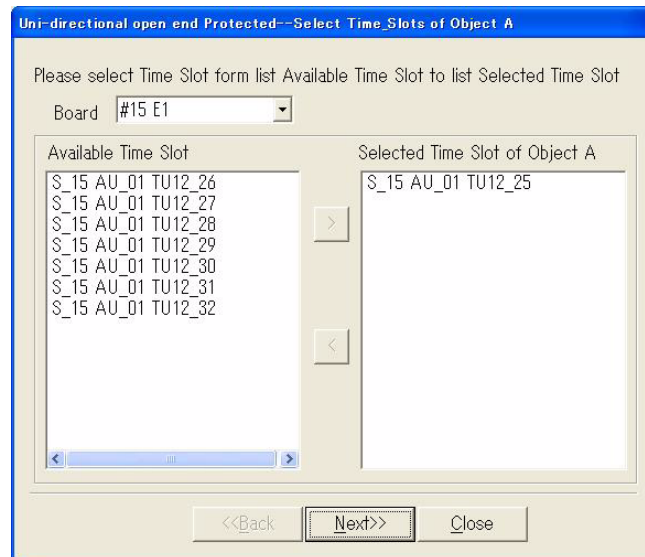 Uni-directional open end Protected--Select Time_Slots of Object A
Please select Time Slot form list Available Time Slot to list Selected Time Slot
Board #15 E1
Available Time Slot
S_15 AU_01 TU12_26
S_15 AU_01 TU12_27
S_15 AU_01 TU12_28
S_15 AU_01 TU12_29
S_15 AU_01 TU12_30
S_15 AU_01 TU12_31
S_15 AU_01 TU12_32
>
<
Selected Time Slot of Object A
S_15 AU_01 TU12_25
<<Back Next>> Close